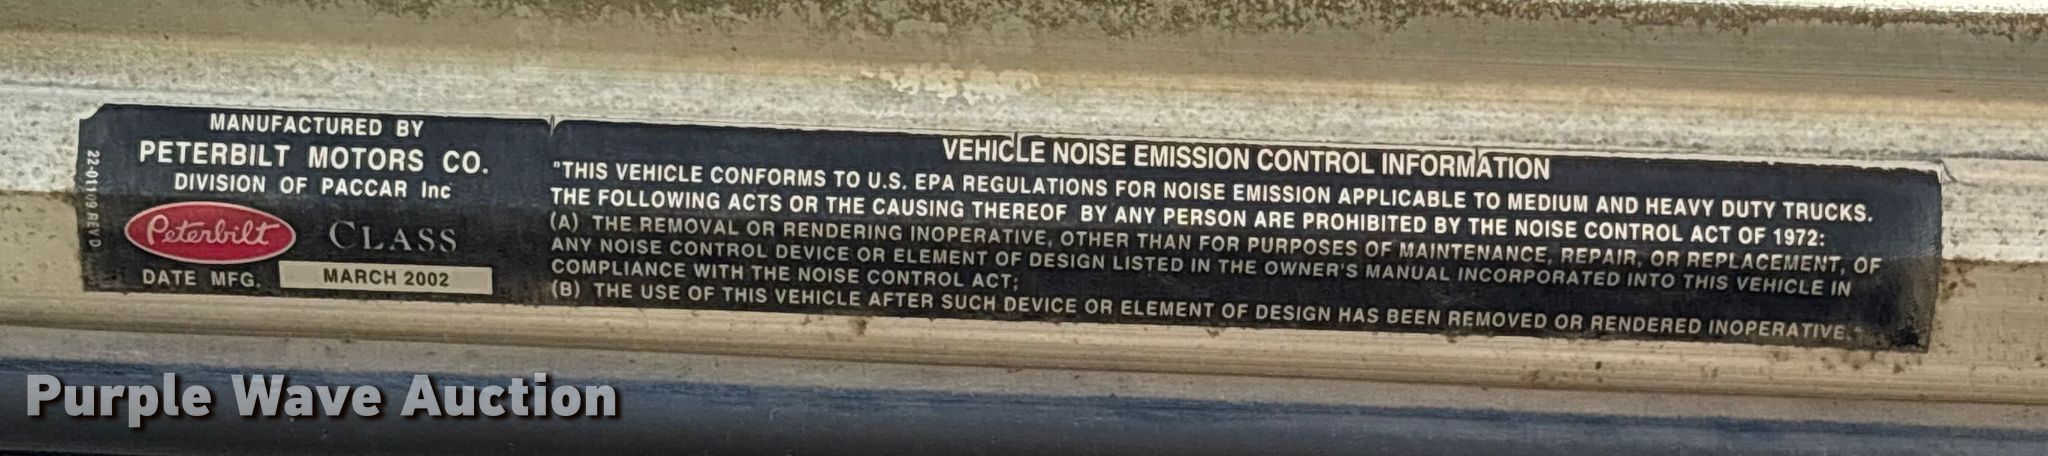 MANUFACTURED BY
PETERBILT MOTORS CO.
DIVISION OF PACCAR Inc
Peterbilt CLASS
DATE MFG. MARCH 2002
VEHICLE NOISE EMISSION CONTROL INFORMATION
"THIS VEHICLE CONFORMS TO U.S. EPA REGULATIONS FOR NOISE EMISSION APPLICABLE TO MEDIUM AND HEAVY DUTY TRUCKS.
THE FOLLOWING ACTS OR THE CAUSING THEREOF BY ANY PERSON ARE PROHIBITED BY THE NOISE CONTROL ACT OF 1972:
(A) THE REMOVAL OR RENDERING INOPERATIVE, OTHER THAN FOR PURPOSES OF MAINTENANCE, REPAIR, OR REPLACEMENT, OF
ANY NOISE CONTROL DEVICE OR ELEMENT OF DESIGN LISTED IN THE OWNER'S MANUAL INCORPORATED INTO THIS VEHICLE IN
COMPLIANCE WITH THE NOISE CONTROL ACT;
(B) THE USE OF THIS VEHICLE AFTER SUCH DEVICE OR ELEMENT OF DESIGN HAS BEEN REMOVED OR RENDERED INOPERATIVE."
Purple Wave Auction